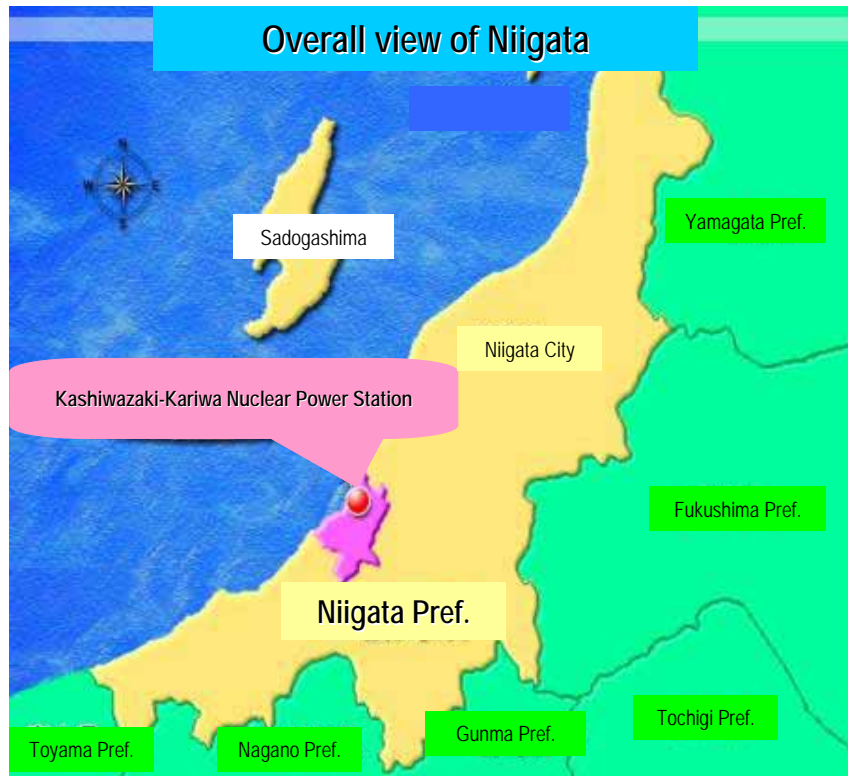 Overall view of Niigata
N
W E
S
Sadogashima
Yamagata Pref.
Niigata City
Kashiwazaki-Kariwa Nuclear Power Station
Fukushima Pref.
Niigata Pref.
Toyama Pref.
Nagano Pref.
Gunma Pref.
Tochigi Pref.